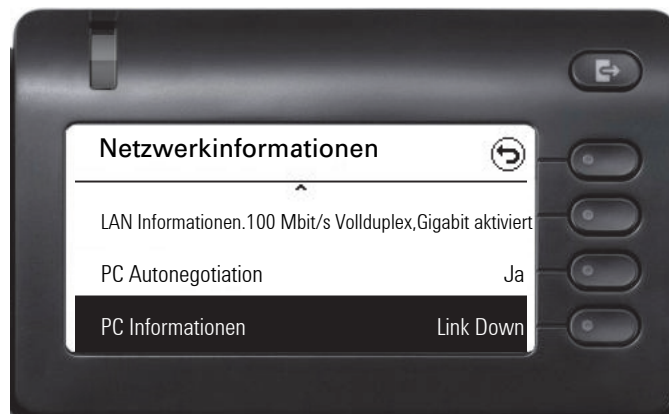 Netzwerkinformationen
LAN Informationen.100 Mbit/s Vollduplex,Gigabit aktiviert
PC Autonegotiation Ja
PC Informationen Link Down